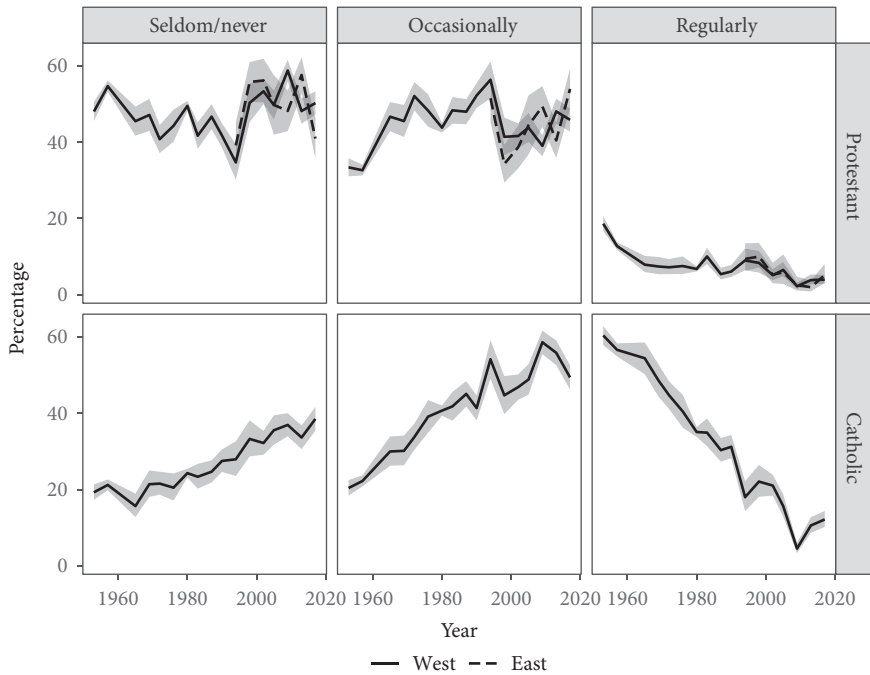 Seldom/never Occasionally Regularly
60
40
20
0
Protestant
Percentage
60
40
20
0
Catholic
1960 1980 2000 2020 1960 1980 2000 2020 1960 1980 2000 2020
Year
West East